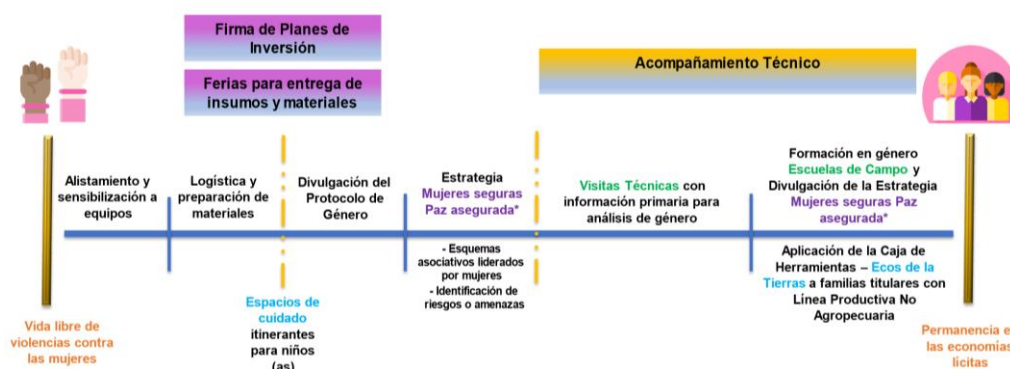 Firma de Planes de
Inversión
Ferias para entrega de
insumos y materiales
Acompañamiento Técnico
Alistamiento y
sensibilización a
equipos
Logística y
preparación de
materiales
Divulgación del
Protocolo de
Género
Estrategia
Mujeres seguras
Paz asegurada*
Visitas Técnicas con
información primaria para
análisis de género
Formación en género
Escuelas de Campo y
Divulgación de la Estrategia
Mujeres seguras Paz
asegurada*
- Esquemas
asociativos liderados
por mujeres
- Identificación de
riesgos o amenazas
Aplicación de la Caja de
Herramientas – Ecos de la
Tierras a familias titulares con
Línea Productiva No
Agropecuaria
Espacios de
cuidado
itinerantes
para niños
(as)
Vida libre de
violencias contra
las mujeres
Permanencia e
las economías
lícitas